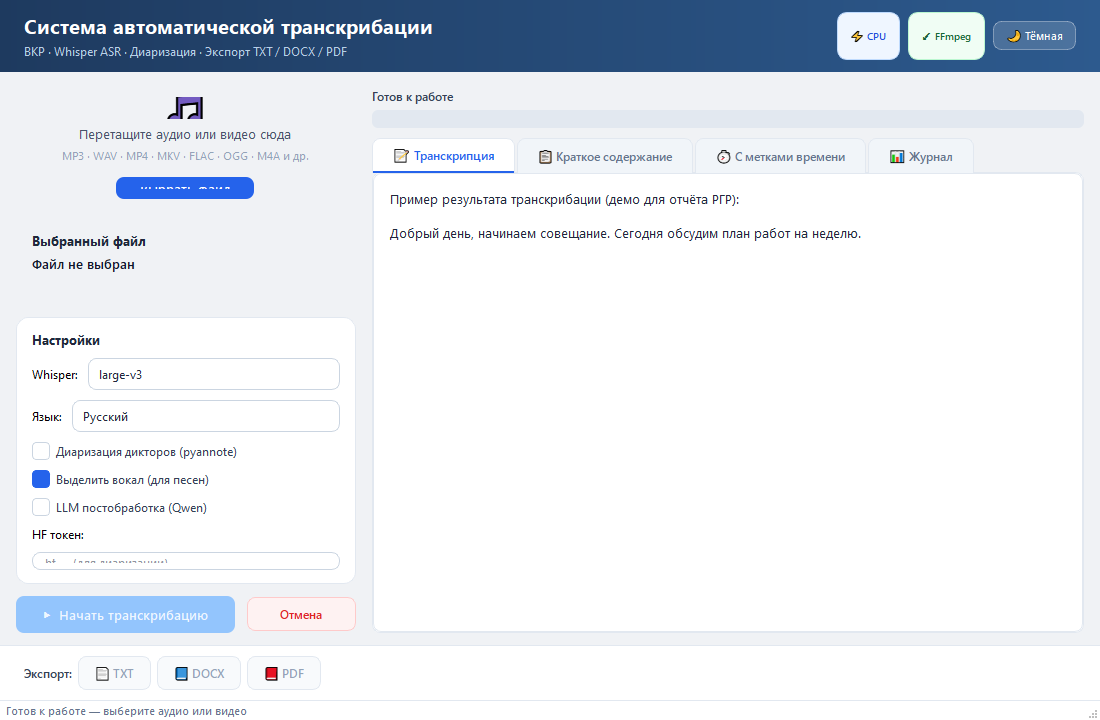 Система автоматической транскрибации
ВКР · Whisper ASR · Диаризация · Экспорт TXT / DOCX / PDF
CPU
✓ FFmpeg
Тёмная
Перетащите аудио или видео сюда
MP3 · WAV · MP4 · MKV · FLAC · OGG · M4A и др.
Выбранный файл
Файл не выбран
Настройки
Whisper:
large-v3
Язык:
Русский
Диаризация дикторов (pyannote)
Выделить вокал (для песен)
LLM постобработка (Qwen)
HF токен:
Начать транскрибацию
Отмена
Готов к работе
Транскрипция
Краткое содержание
С метками времени
Журнал
Пример результата транскрибации (демо для отчёта РГР):
Добрый день, начинаем совещание. Сегодня обсудим план работ на неделю.
Экспорт:
TXT
DOCX
PDF
Готов к работе — выберите аудио или видео